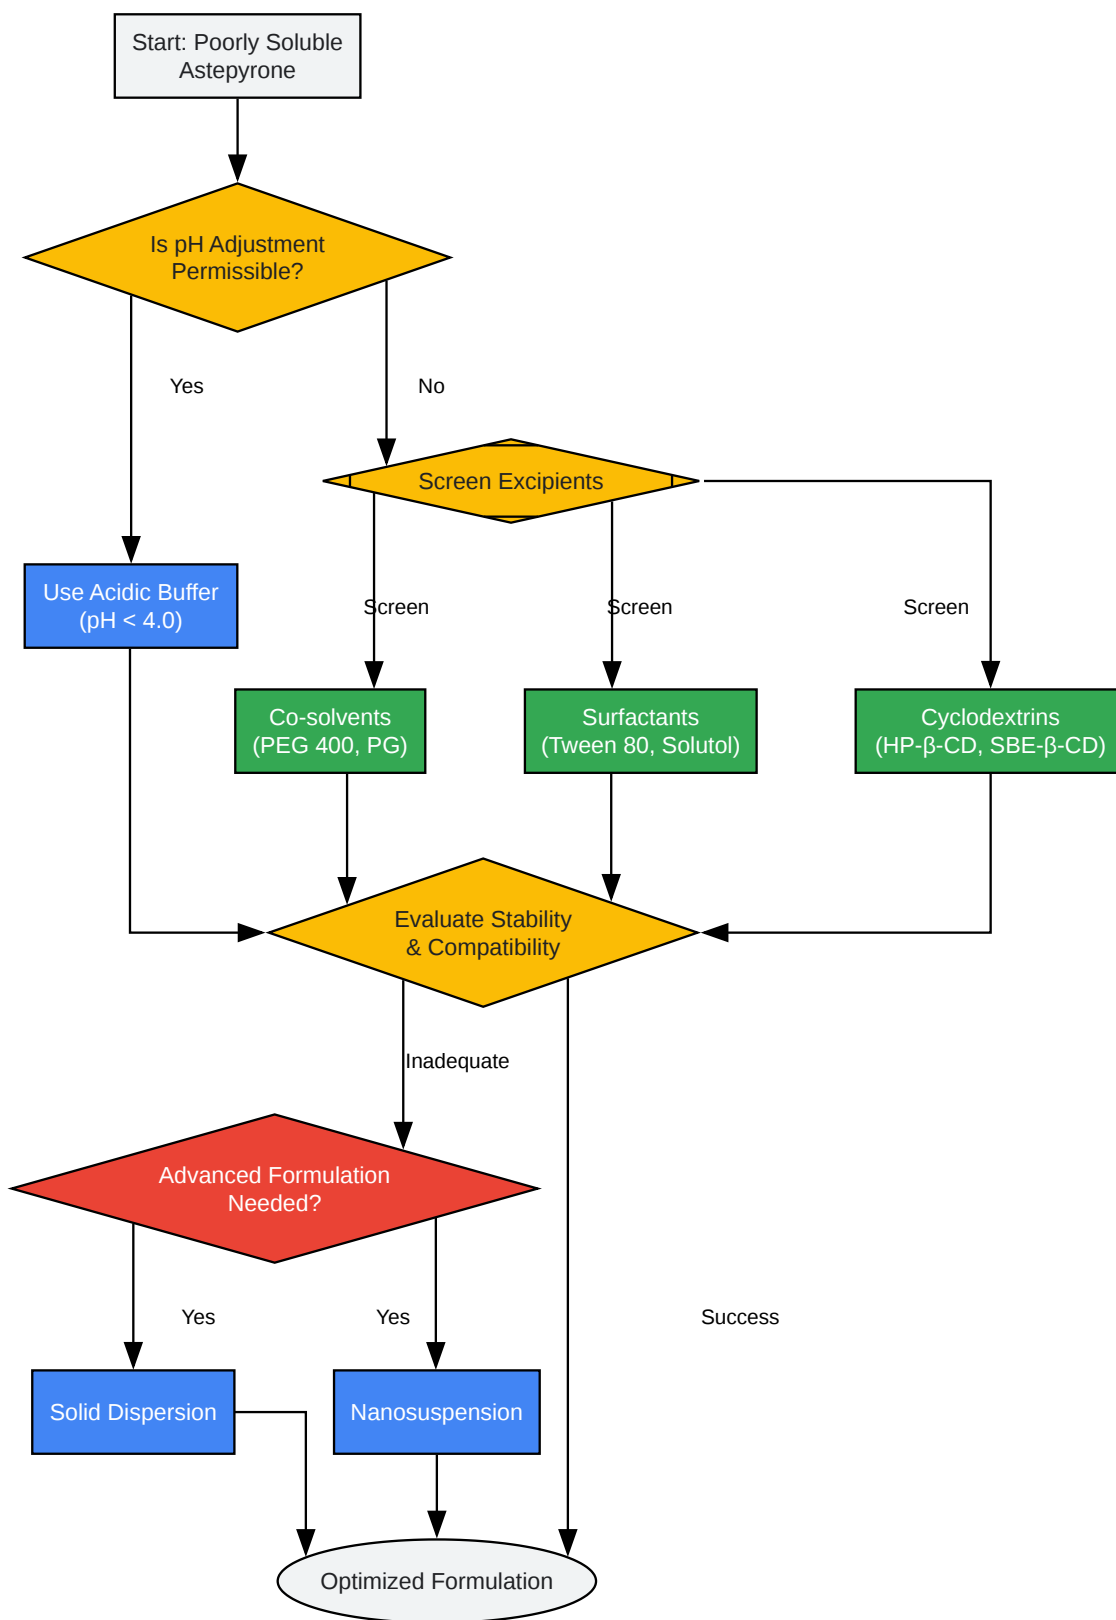 Start: Poorly Soluble
Astepyrone
Is pH Adjustment
Permissible?
Yes
No
Screen Excipients
Use Acidic Buffer
(pH < 4.0)
Screen
Screen
Screen
Co-solvents
(PEG 400, PG)
Surfactants
(Tween 80, Solutol)
Cyclodextrins
(HP-β-CD, SBE-β-CD)
Evaluate Stability
& Compatibility
Inadequate
Advanced Formulation
Needed?
Yes
Yes
Success
Solid Dispersion
Nanosuspension
Optimized Formulation